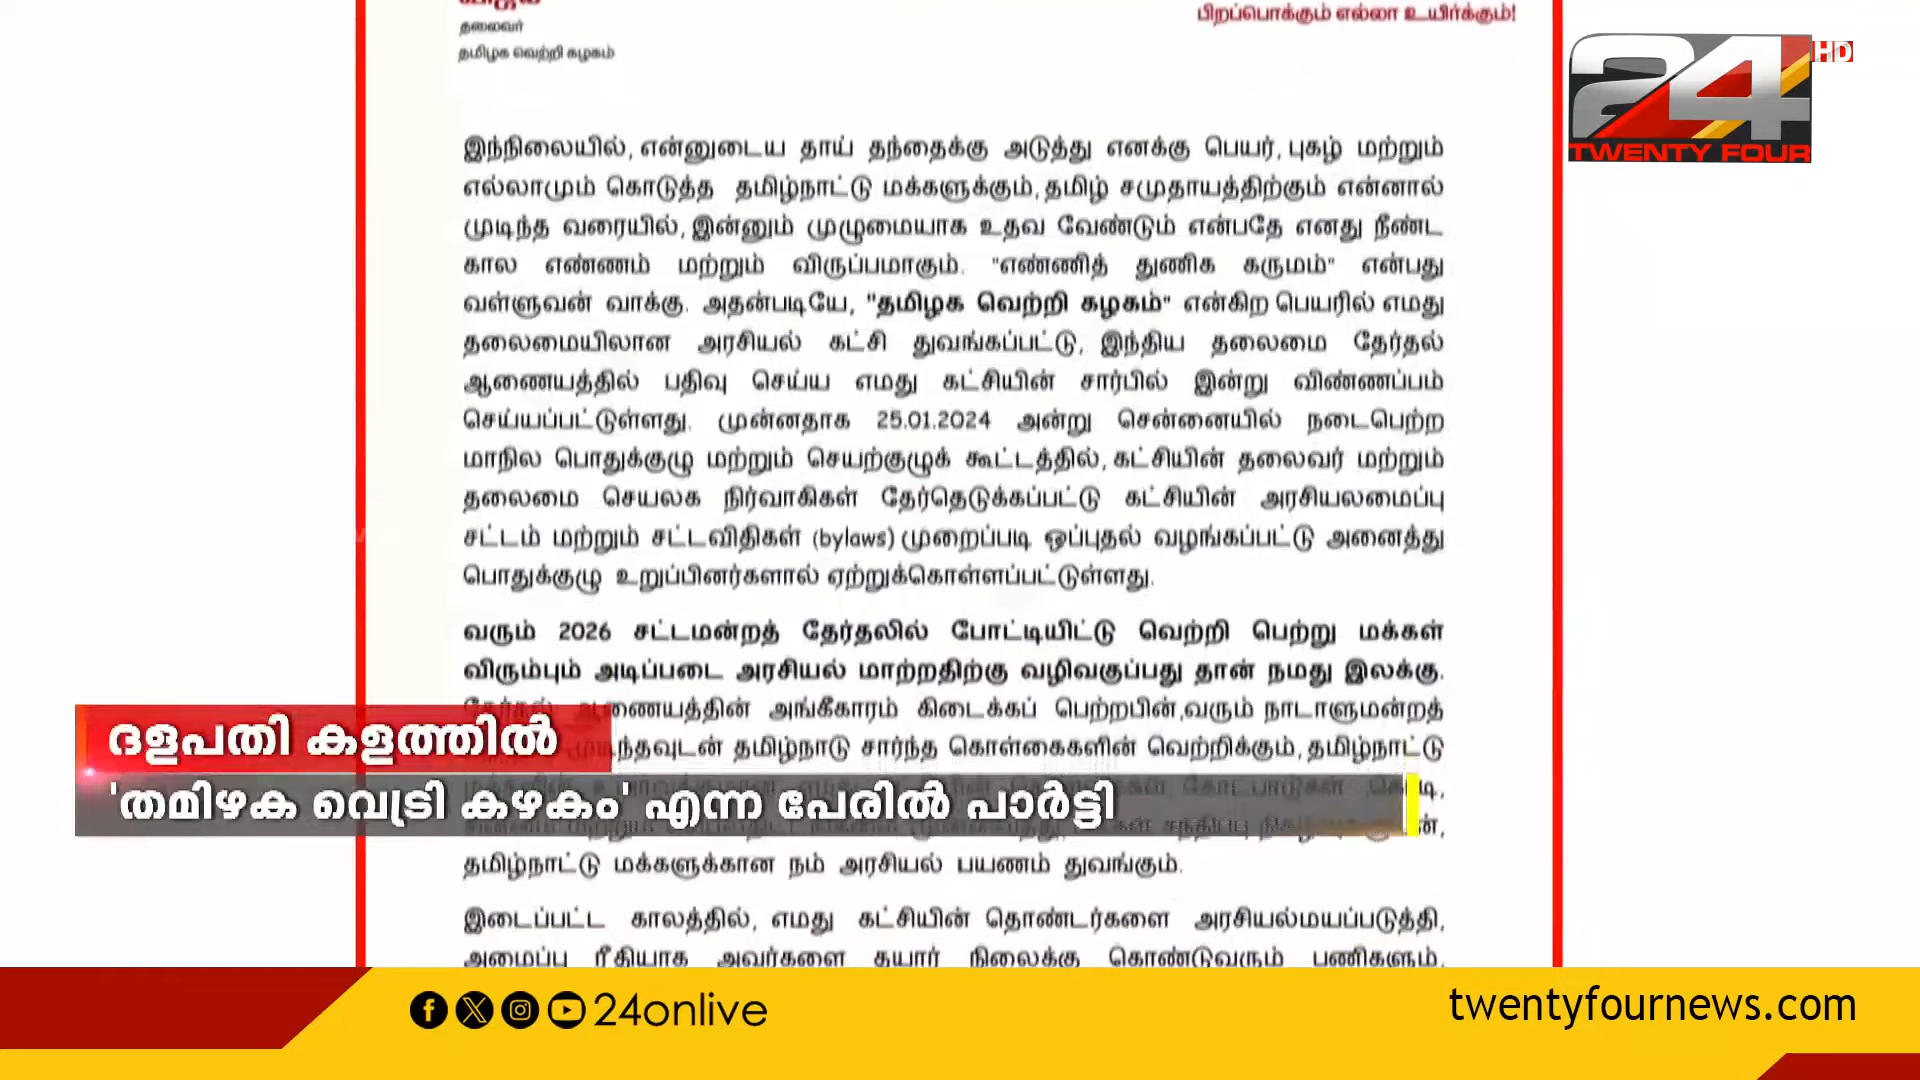 தலைவர்
தமிழக வெற்றி கழகம்
பிறப்பொக்கும் எல்லா உயிர்க்கும்!
24 HD
TWENTY FOUR
இந்நிலையில், என்னுடைய தாய் தந்தைக்கு அடுத்து எனக்கு பெயர், புகழ் மற்றும்
எல்லாமும் கொடுத்த தமிழ்நாட்டு மக்களுக்கும், தமிழ் சமுதாயத்திற்கும் என்னால்
முடிந்த வரையில், இன்னும் முழுமையாக உதவ வேண்டும் என்பதே எனது நீண்ட
கால எண்ணம் மற்றும் விருப்பமாகும். "எண்ணித் துணிக கருமம்" என்பது
வள்ளுவன் வாக்கு. அதன்படியே, "தமிழக வெற்றி கழகம்" என்கிற பெயரில் எமது
தலைமையிலான அரசியல் கட்சி துவங்கப்பட்டு, இந்திய தலைமை தேர்தல்
ஆணையத்தில் பதிவு செய்ய எமது கட்சியின் சார்பில் இன்று விண்ணப்பம்
செய்யப்பட்டுள்ளது. முன்னதாக 25.01.2024 அன்று சென்னையில் நடைபெற்ற
மாநில பொதுக்குழு மற்றும் செயற்குழுக் கூட்டத்தில், கட்சியின் தலைவர் மற்றும்
தலைமை செயலக நிர்வாகிகள் தேர்தெடுக்கப்பட்டு கட்சியின் அரசியலமைப்பு
சட்டம் மற்றும் சட்டவிதிகள் (bylaws) முறைப்படி ஒப்புதல் வழங்கப்பட்டு அனைத்து
பொதுக்குழு உறுப்பினர்களால் ஏற்றுக்கொள்ளப்பட்டுள்ளது.
வரும் 2026 சட்டமன்றத் தேர்தலில் போட்டியிட்டு வெற்றி பெற்று மக்கள்
விரும்பும் அடிப்படை அரசியல் மாற்றதிற்கு வழிவகுப்பது தான் நமது இலக்கு.
அங்கீகாரம் கிடைக்கப் பெற்றபின்,வரும் நாடாளுமன்றத்
தமிழ்நாடு சார்ந்த கொள்கைகளின் வெற்றிக்கும், தமிழ்நாட்டு
ദളപതി കളത്തിൽ
'തമിഴക വെട്രി കഴകം' എന്ന പേരിൽ പാർട്ടി
தமிழ்நாட்டு மக்களுக்கான நம் அரசியல் பயணம் துவங்கும்.
இடைப்பட்ட காலத்தில், எமது கட்சியின் தொண்டர்களை அரசியல்மயப்படுத்தி,
அமைப்பு ரீதியாக அவர்களை தயார் நிலைக்கு கொண்டுவரும் பணிகளும்,
24onlive
twentyfournews.com